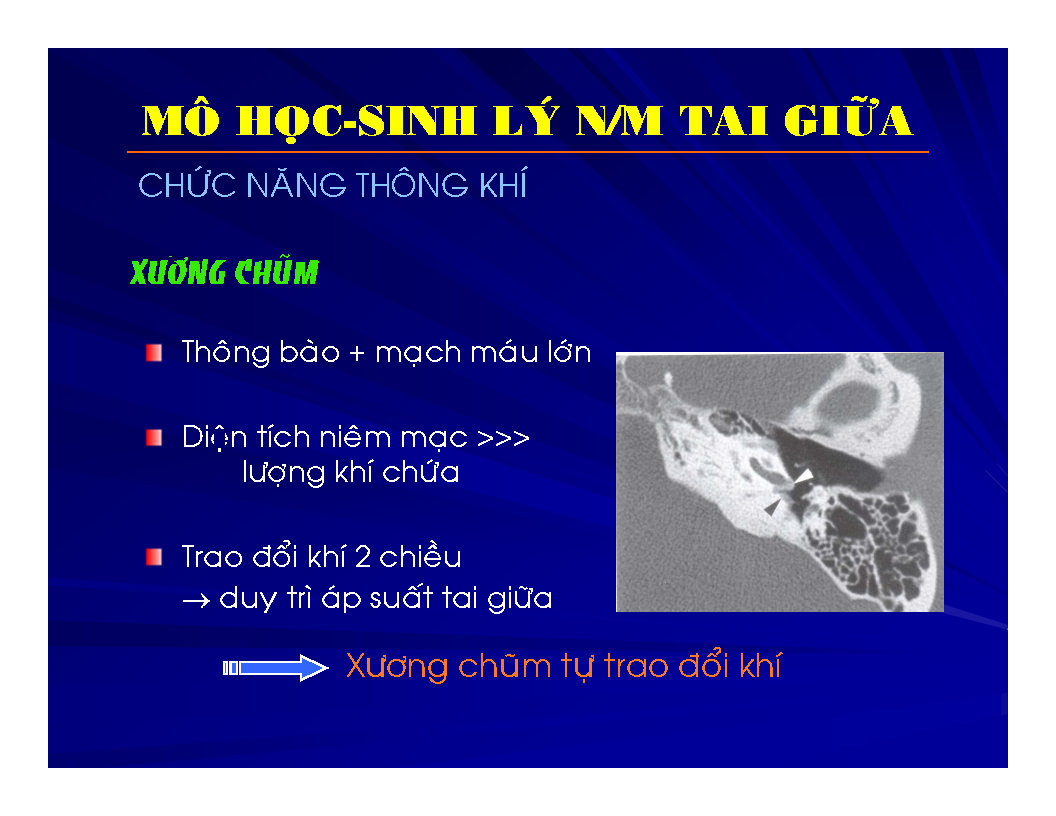 MÔ HỌC-SINH LÝ N/M TAI GIỮA
CHỨC NĂNG THÔNG KHÍ
XƯƠNG CHŨM
Thông bào + mạch máu lớn
Diện tích niêm mạc >>>
lượng khí chứa
Trao đổi khí 2 chiều
→ duy trì áp suất tai giữa
Xương chũm tự trao đổi khí